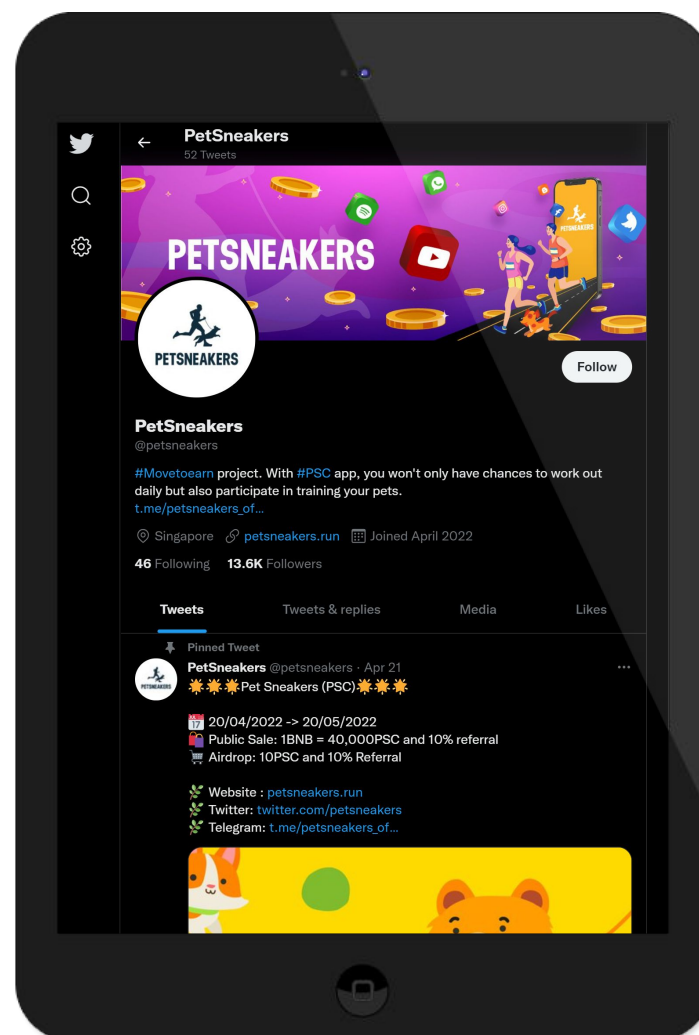 PetSneakers
52 Tweets
PETSNEAKERS
PETSNEAKERS
PETSNEAKERS
Follow
PetSneakers
@petsneakers
#Movetoearn project. With #PSC app, you won't only have chances to work out
daily but also participate in training your pets.
t.me/petsneakers_of…
Singapore petsneakers.run Joined April 2022
46 Following 13.6K Followers
Tweets Tweets & replies Media Likes
Pinned Tweet
PetSneakers @petsneakers · Apr 21
PETSNEAKERS
🌟🌟🌟Pet Sneakers (PSC)🌟🌟🌟
📅 20/04/2022 -> 20/05/2022
🛍️ Public Sale: 1BNB = 40,000PSC and 10% referral
🛒 Airdrop: 10PSC and 10% Referral
🌿 Website : petsneakers.run
🌿 Twitter: twitter.com/petsneakers
🌿 Telegram: t.me/petsneakers_of…